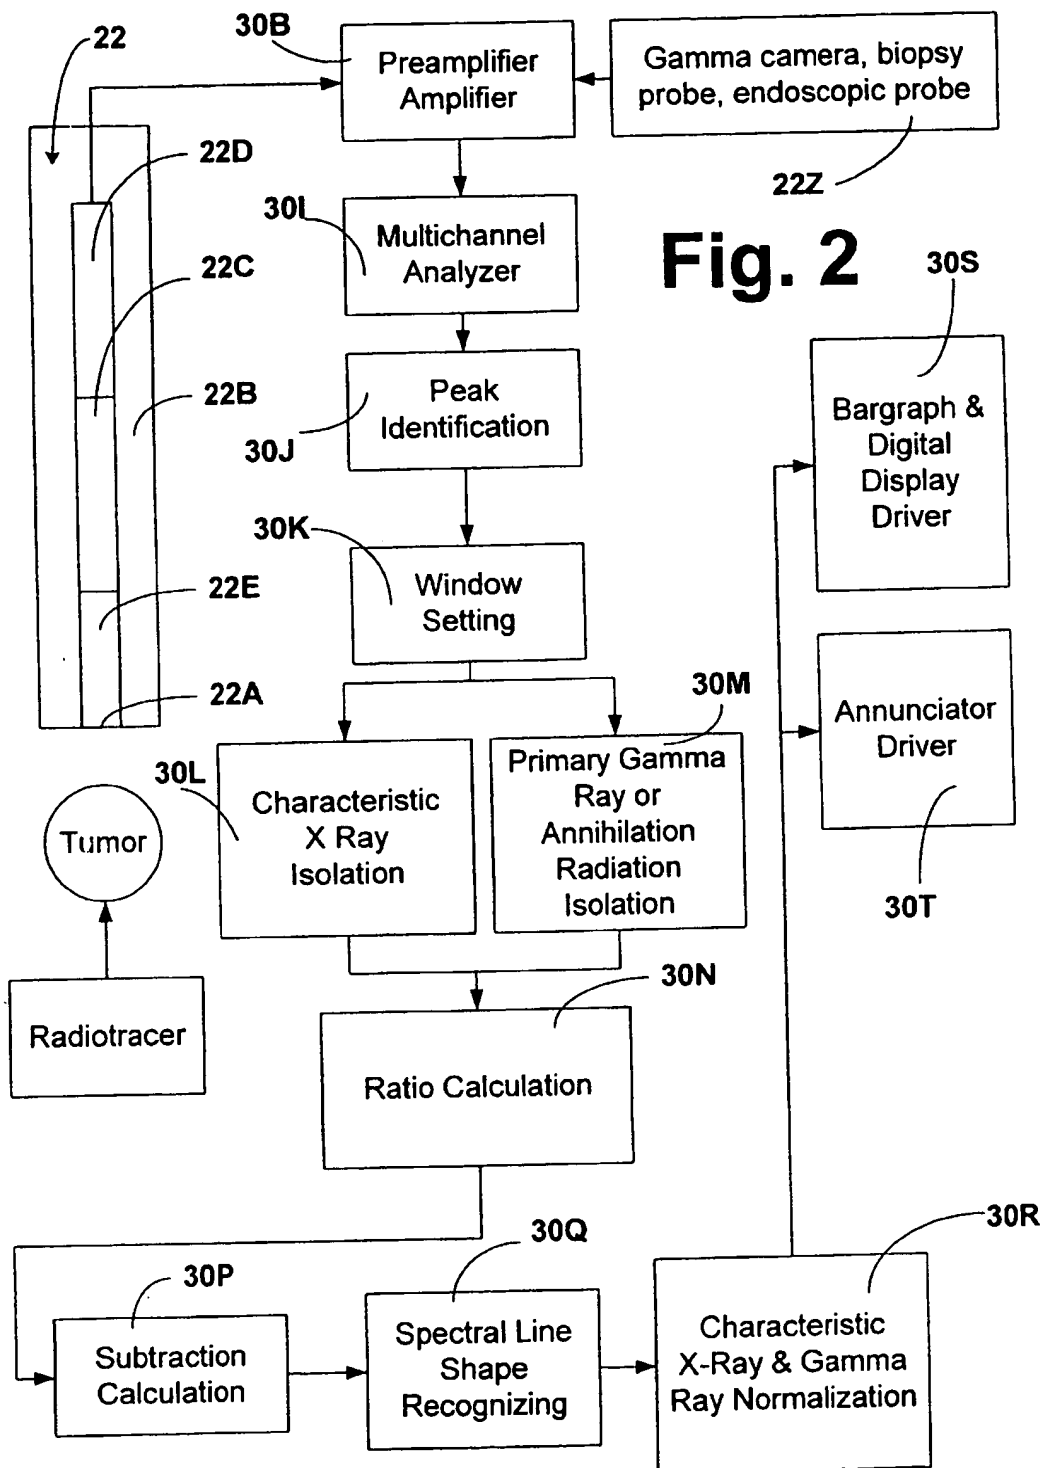 30B
22
Preamplifier
Amplifier
Gamma camera, biopsy
probe, endoscopic probe
22D
22Z
30I
Multichannel
Analyzer
Fig. 2
22C
30S
Peak
Identification
22B
30J
Bargraph &
Digital
Display
Driver
30K
Window
Setting
22E
22A
30M
Annunciator
Driver
30L
Characteristic
X Ray
Isolation
Primary Gamma
Ray or
Annihilation
Radiation
Isolation
Tumor
30T
30N
Radiotracer
Ratio Calculation
30R
30Q
30P
Subtraction
Calculation
Spectral Line
Shape
Recognizing
Characteristic
X-Ray & Gamma
Ray Normalization